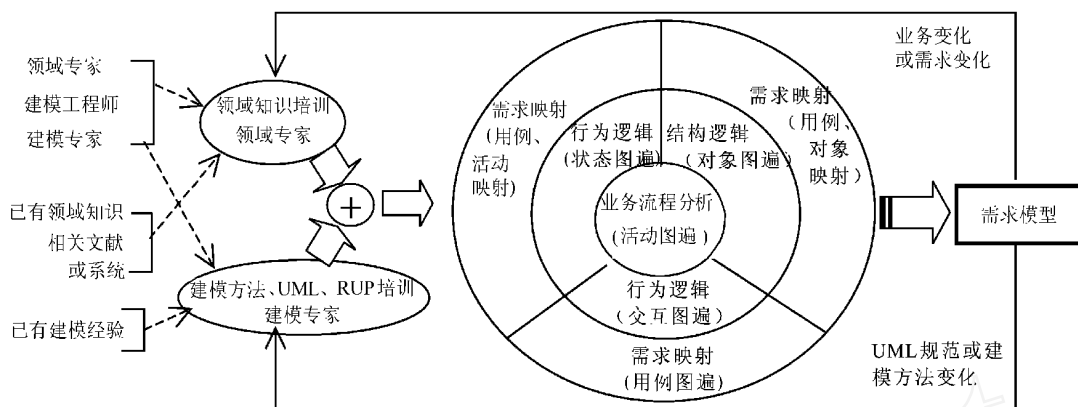 领域专家
建模工程师
建模专家
已有领域知识
相关文献
或系统
已有建模经验
领域知识培训
领域专家
+
建模方法、UML、RUP培训
建模专家
需求映射
(用例、
活动
映射)
行为逻辑
(状态图遍)
结构逻辑
(对象图遍)
需求映射
(用例、
对象
映射)
业务流程分析
(活动图遍)
行为逻辑
(交互图遍)
需求映射
(用例图遍)
业务变化
或需求变化
需求模型
UML规范或建
模方法变化